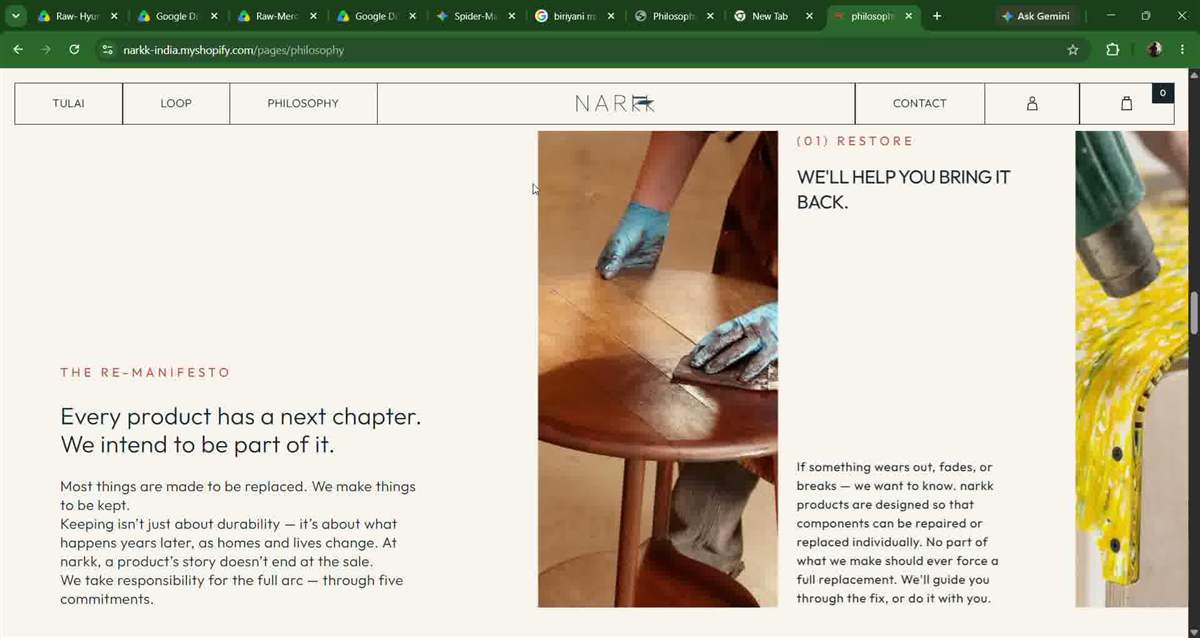 Raw- Hyu
Google D
Raw-Merc
Google D
Spider-Ma
biriyani m
Philosoph
New Tab
philosoph
Ask Gemini
narkk-india.myshopify.com/pages/philosophy
TULAI
LOOP
PHILOSOPHY
NARKK
CONTACT
0
THE RE-MANIFESTO
Every product has a next chapter.
We intend to be part of it.
Most things are made to be replaced. We make things
to be kept.
Keeping isn't just about durability — it's about what
happens years later, as homes and lives change. At
narkk, a product's story doesn't end at the sale.
We take responsibility for the full arc — through five
commitments.
(01) RESTORE
WE'LL HELP YOU BRING IT
BACK.
If something wears out, fades, or
breaks — we want to know. narkk
products are designed so that
components can be repaired or
replaced individually. No part of
what we make should ever force a
full replacement. We'll guide you
through the fix, or do it with you.